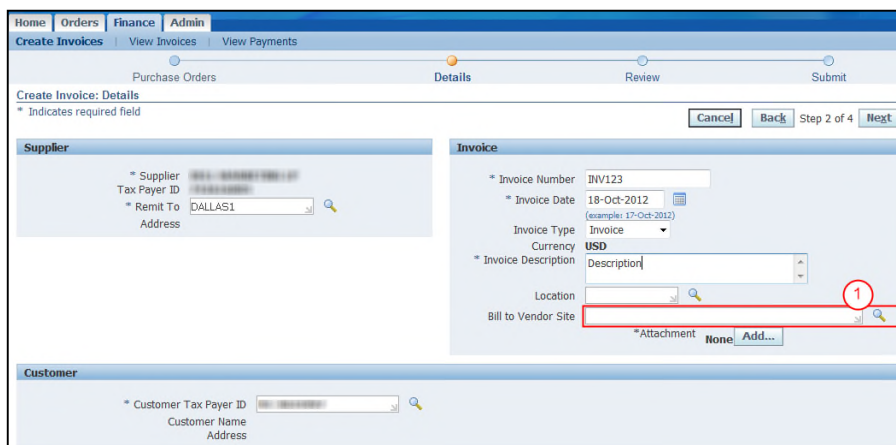 Home Orders Finance Admin
Create Invoices | View Invoices | View Payments
Purchase Orders Details Review Submit
Create Invoice: Details
* Indicates required field
Cancel Back Step 2 of 4 Next
Supplier
* Supplier
Tax Payer ID
* Remit To DALLAS1
Address
Invoice
* Invoice Number INV123
* Invoice Date 18-Oct-2012
(example: 17-Oct-2012)
Invoice Type Invoice
Currency USD
* Invoice Description Description
Location
1
Bill to Vendor Site
*Attachment None Add...
Customer
* Customer Tax Payer ID
Customer Name
Address